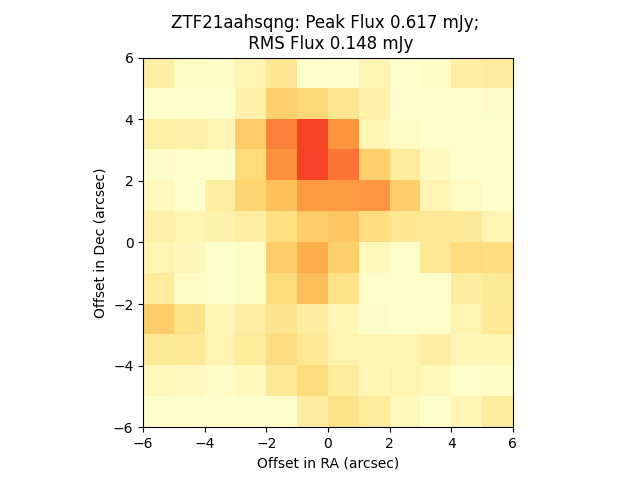 ZTF21aahsqng: Peak Flux 0.617 mJy;
RMS Flux 0.148 mJy
6
4
2
0
−2
−4
−6
Offset in Dec (arcsec)
−6 −4 −2 0 2 4 6
Offset in RA (arcsec)